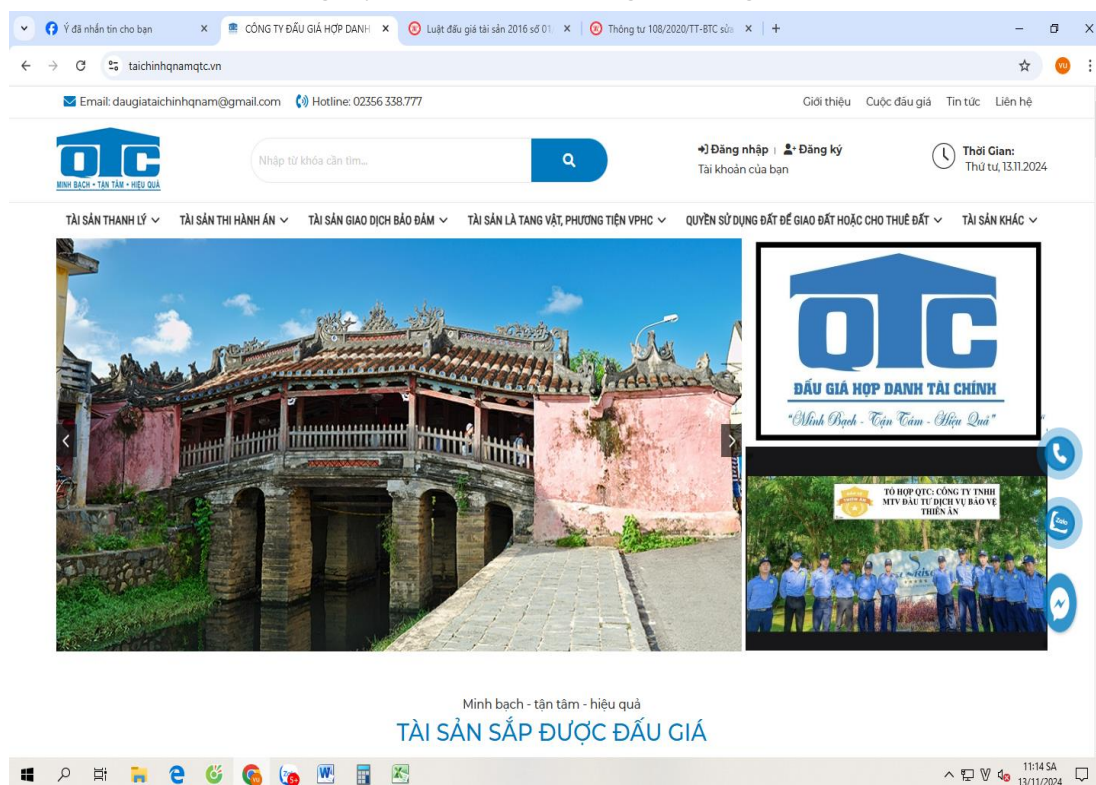 Ý đã nhắn tin cho bạn
CÔNG TY ĐẤU GIÁ HỢP DANH
Luật đấu giá tài sản 2016 số 01
Thông tư 108/2020/TT-BTC sửa
taichinhqnamqtc.vn
VU
Email: daugiataichinhqnam@gmail.com
Hotline: 02356 338.777
Giới thiệu Cuộc đấu giá Tin tức Liên hệ
QTC
MINH BẠCH - TẬN TÂM - HIỆU QUẢ
Nhập từ khóa cần tìm...
Đăng nhập | Đăng ký
Tài khoản của bạn
Thời Gian:
Thứ tư, 13.11.2024
TÀI SẢN THANH LÝ
TÀI SẢN THI HÀNH ÁN
TÀI SẢN GIAO DỊCH BẢO ĐẢM
TÀI SẢN LÀ TANG VẬT, PHƯƠNG TIỆN VPHC
QUYỀN SỬ DỤNG ĐẤT ĐỂ GIAO ĐẤT HOẶC CHO THUÊ ĐẤT
TÀI SẢN KHÁC
QTC
ĐẤU GIÁ HỢP DANH TÀI CHÍNH
"Minh Bạch - Tận Tâm - Hiệu Quả"
TỔ HỢP QTC: CÔNG TY TNHH
MTV ĐẦU TƯ DỊCH VỤ BẢO VỆ
THIÊN ÂN
Zalo
Minh bạch - tận tâm - hiệu quả
TÀI SẢN SẮP ĐƯỢC ĐẤU GIÁ
5+
11:14 SA
13/11/2024